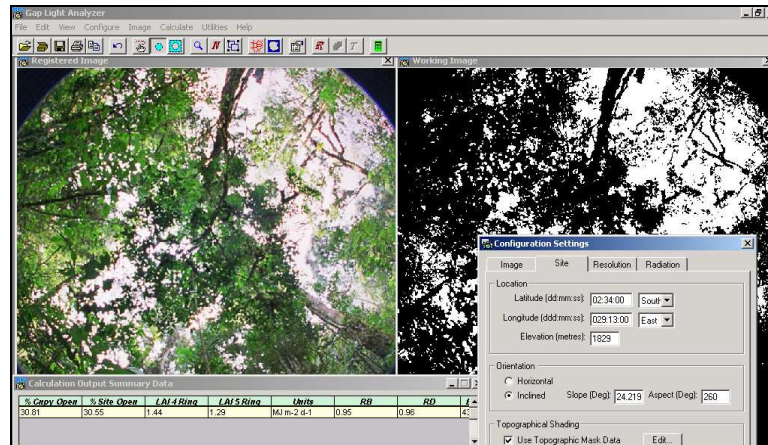 Gap Light Analyzer
File Edit View Configure Image Calculate Utilities Help
Registered Image
Working Image
Configuration Settings
Image Site Resolution Radiation
Location
Latitude (dd:mm:ss): 02:34:00 South
Longitude (ddd:mm:ss): 029:13:00 East
Elevation (metres): 1829
Orientation
Horizontal
Inclined Slope (Deg): 24.219 Aspect (Deg): 260
Topographical Shading
Use Topographic Mask Data Edit...
Calculation Output Summary Data
% Cnpy Open % Site Open LAI 4 Ring LAI 5 Ring Units RB RD
30.81 30.55 1.44 1.29 MJ m-2 d-1 0.95 0.96 43